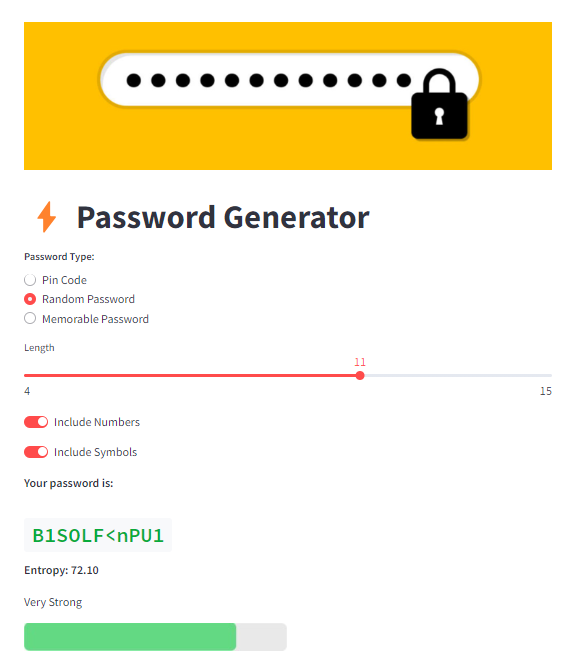 Password Generator
Password Type:
Pin Code
Random Password
Memorable Password
Length
11
4 15
Include Numbers
Include Symbols
Your password is:
B1SOLF<nPU1
Entropy: 72.10
Very Strong